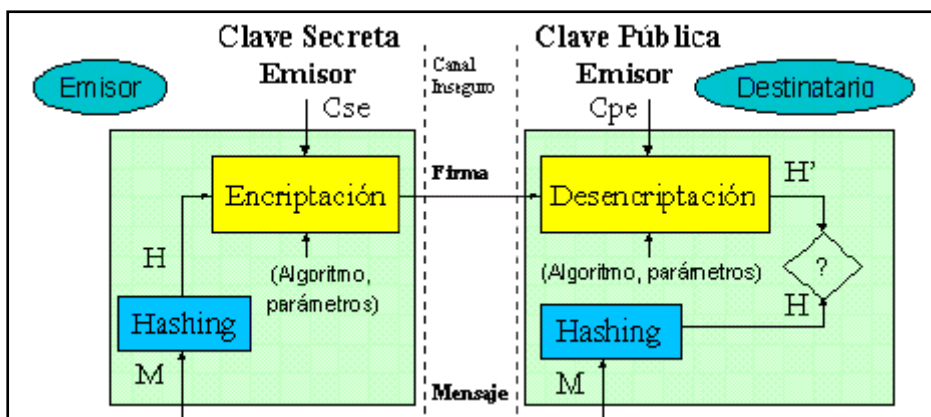 Clave Secreta
Emisor
Cse
Canal
Inseguro
Clave Pública
Emisor
Cpe
Emisor
Destinatario
Encriptación
Firma
Desencriptación
H'
H
(Algoritmo,
parámetros)
(Algoritmo,
parámetros)
?
H
Hashing
Hashing
M
Mensaje
M